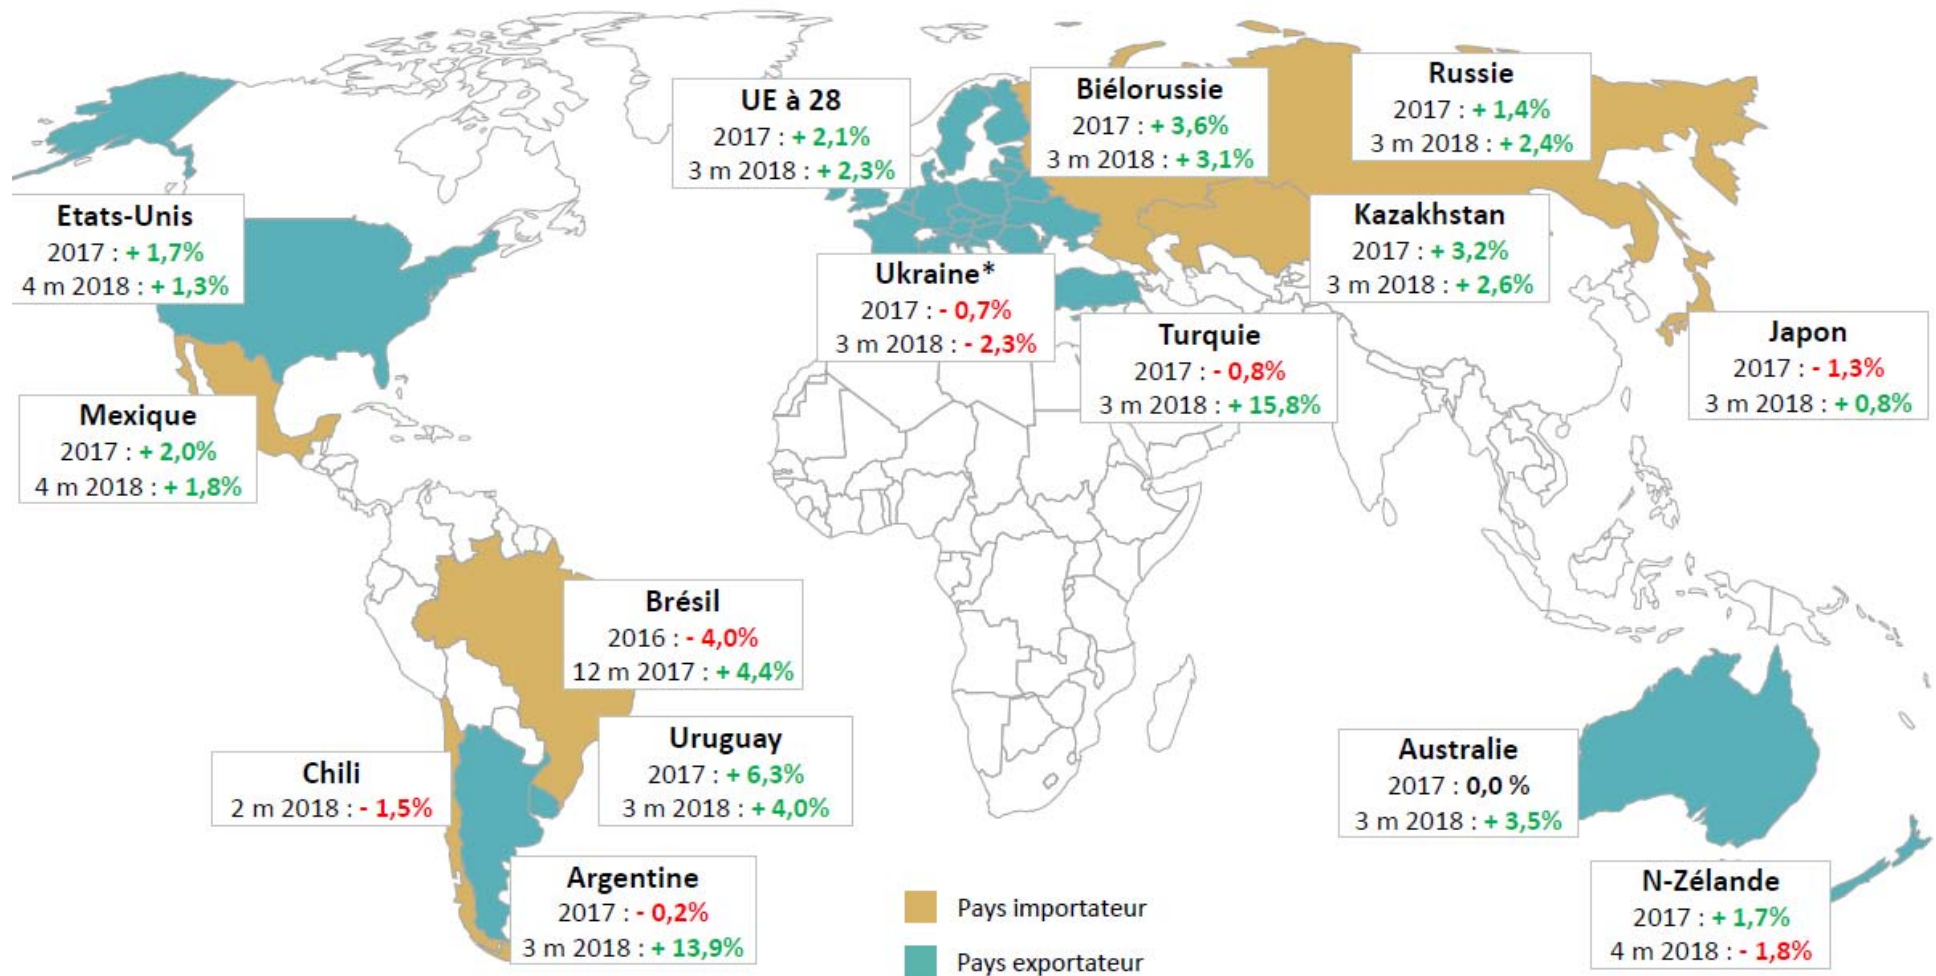 UE à 28
2017 : + 2,1%
3 m 2018 : + 2,3%
Biélorussie
2017 : + 3,6%
3 m 2018 : + 3,1%
Russie
2017 : + 1,4%
3 m 2018 : + 2,4%
Etats-Unis
2017 : + 1,7%
4 m 2018 : + 1,3%
Kazakhstan
2017 : + 3,2%
3 m 2018 : + 2,6%
Ukraine*
2017 : - 0,7%
3 m 2018 : - 2,3%
Turquie
2017 : - 0,8%
3 m 2018 : + 15,8%
Japon
2017 : - 1,3%
3 m 2018 : + 0,8%
Mexique
2017 : + 2,0%
4 m 2018 : + 1,8%
Brésil
2016 : - 4,0%
12 m 2017 : + 4,4%
Uruguay
2017 : + 6,3%
3 m 2018 : + 4,0%
Chili
2 m 2018 : - 1,5%
Australie
2017 : 0,0 %
3 m 2018 : + 3,5%
Argentine
2017 : - 0,2%
3 m 2018 : + 13,9%
N-Zélande
2017 : + 1,7%
4 m 2018 : - 1,8%
Pays importateur
Pays exportateur